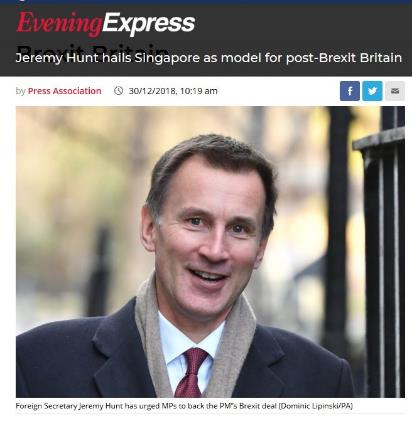 EveningExpress
Brexit Britain
Jeremy Hunt hails Singapore as model for post-Brexit Britain
by Press Association 30/12/2018, 10:19 am
Foreign Secretary Jeremy Hunt has urged MPs to back the PM"s Brexit deal (Dominic Lipinski/PA)